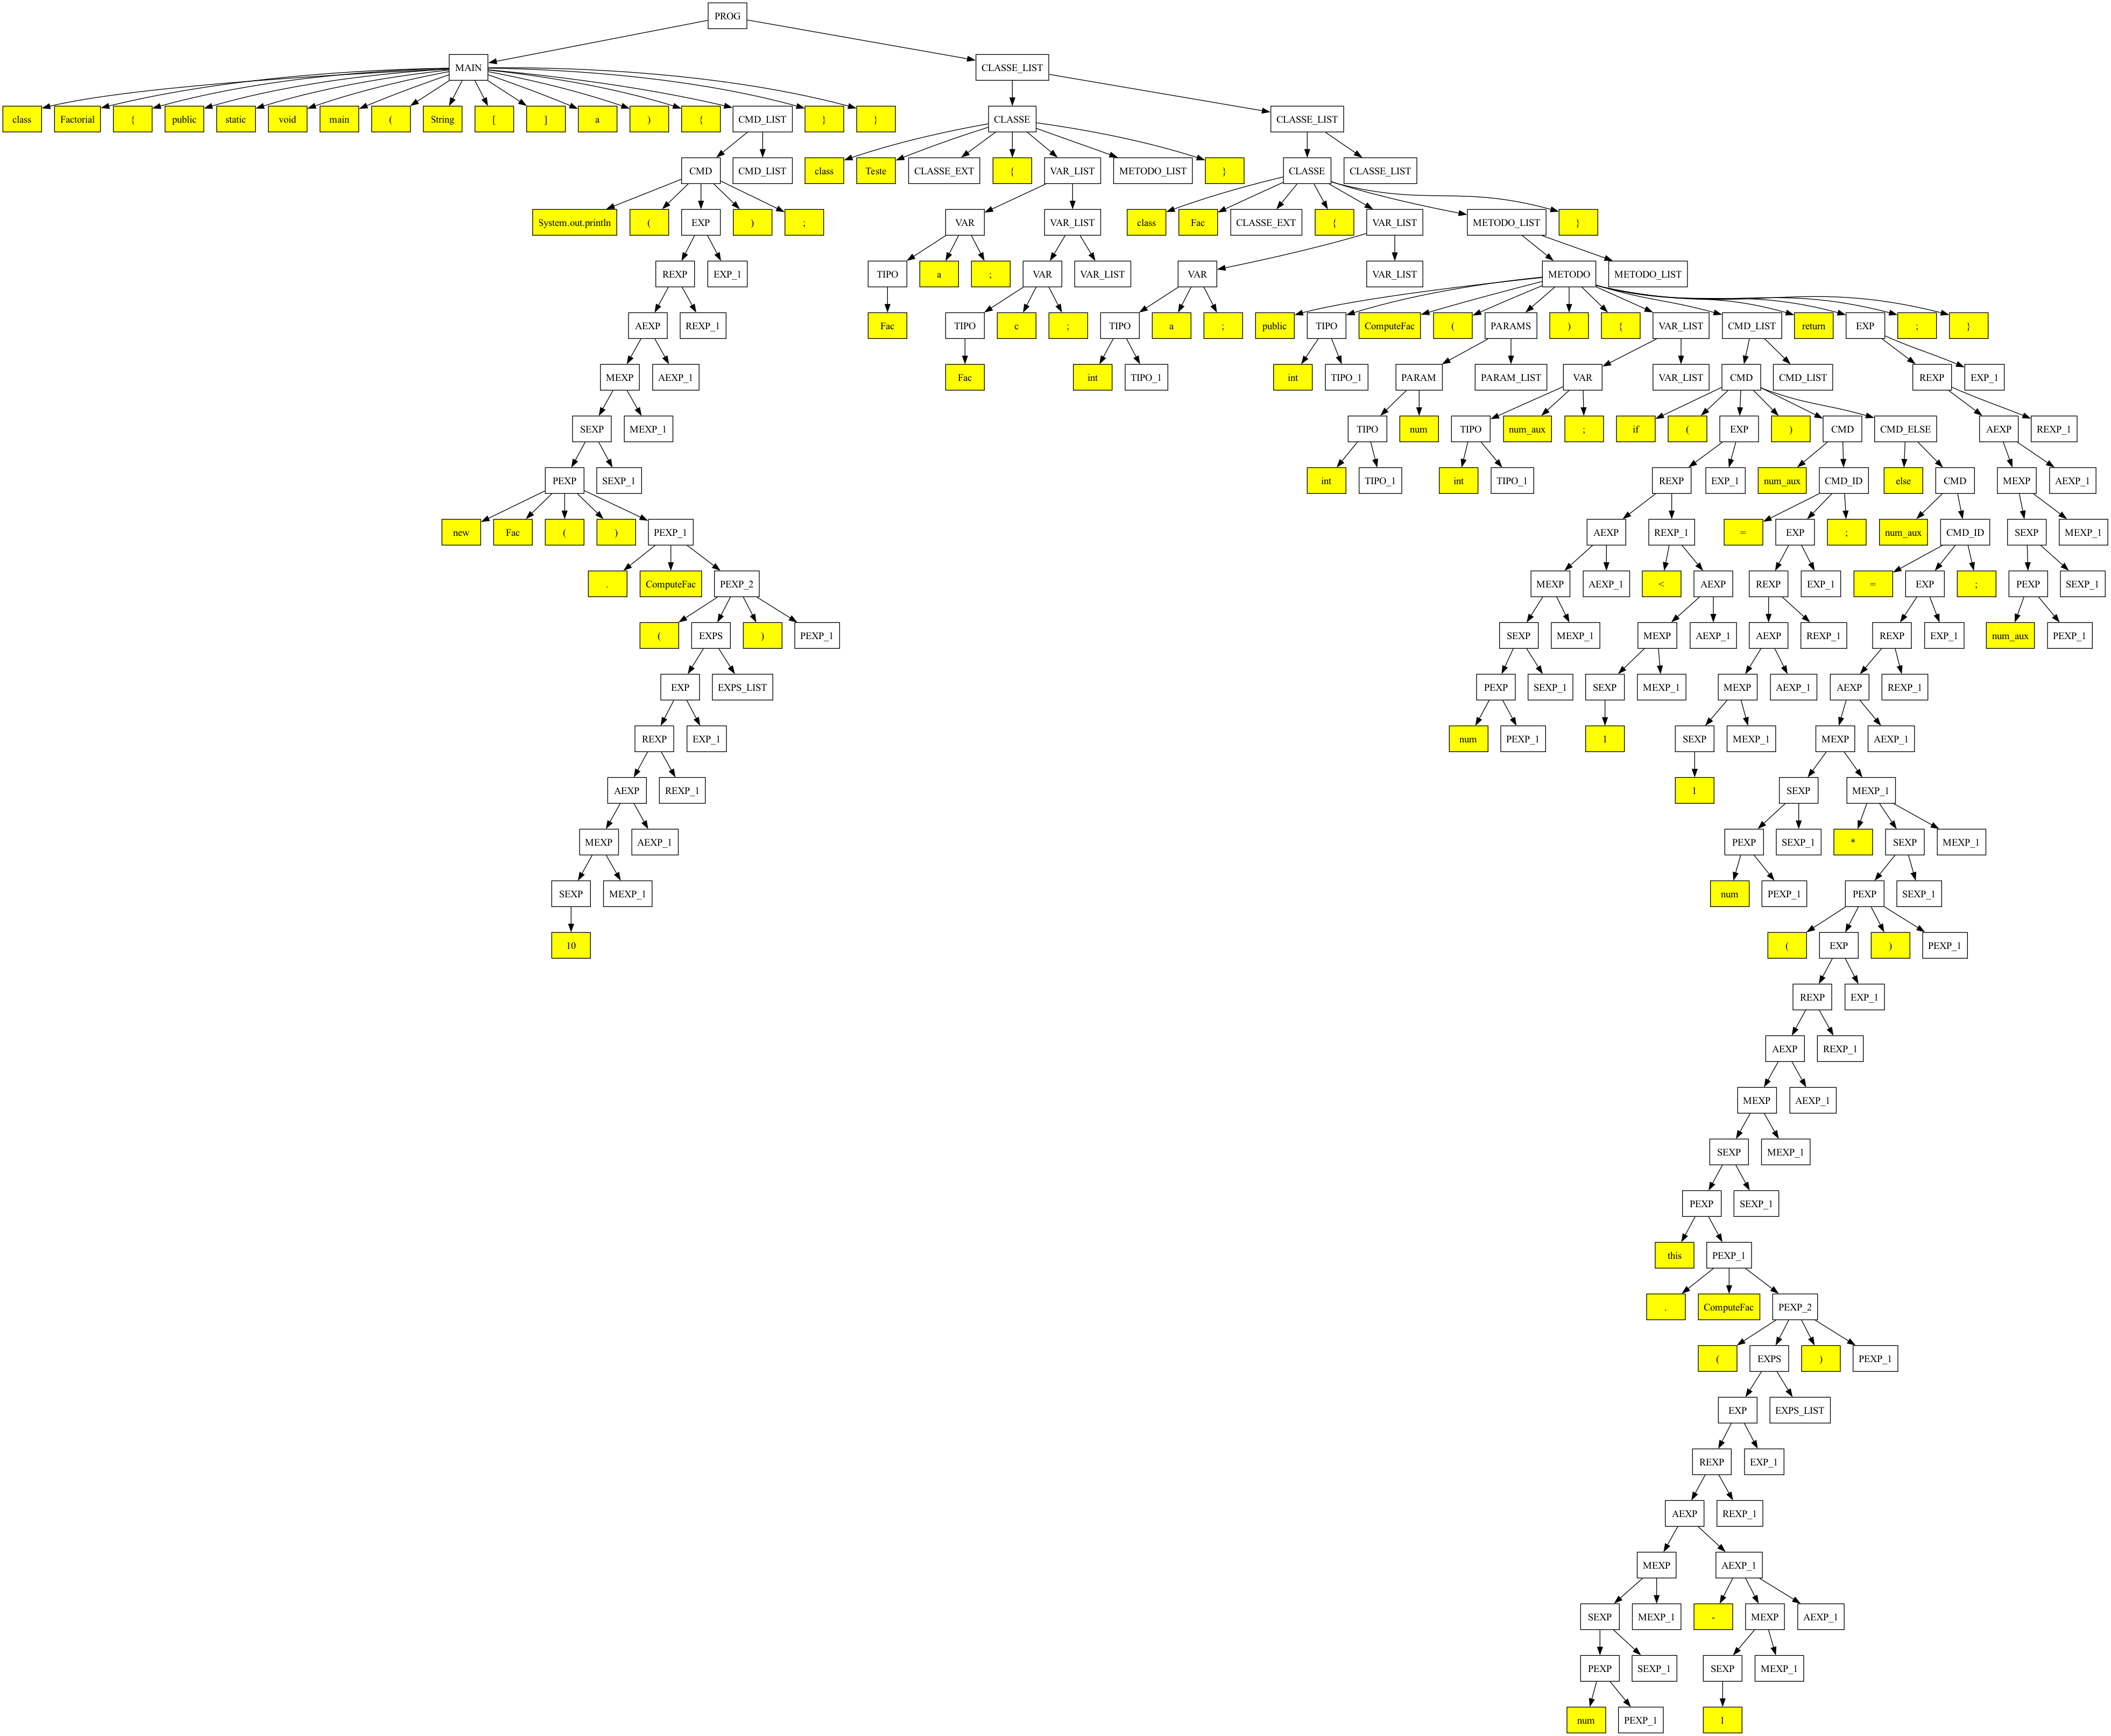 PROG
MAIN CLASSE_LIST
class Factorial { public static void main ( String [ ] a ) { CMD_LIST } } CLASSE CLASSE_LIST
CMD CMD_LIST class Teste CLASSE_EXT { VAR_LIST METODO_LIST } CLASSE CLASSE_LIST
System.out.println ( EXP ) ; VAR VAR_LIST class Fac CLASSE_EXT { VAR_LIST METODO_LIST }
REXP EXP_1 TIPO a ; VAR VAR_LIST VAR VAR_LIST METODO METODO_LIST
AEXP REXP_1 Fac TIPO c ; TIPO a ; public TIPO ComputeFac ( PARAMS ) { VAR_LIST CMD_LIST return EXP ; }
MEXP AEXP_1 Fac int TIPO_1 int TIPO_1 PARAM PARAM_LIST VAR VAR_LIST CMD CMD_LIST REXP EXP_1
SEXP MEXP_1 TIPO num TIPO num_aux ; if ( EXP ) CMD CMD_ELSE AEXP REXP_1
PEXP SEXP_1 int TIPO_1 int TIPO_1 REXP EXP_1 num_aux CMD_ID else CMD MEXP AEXP_1
new Fac ( ) PEXP_1 AEXP REXP_1 = EXP ; num_aux CMD_ID SEXP MEXP_1
. ComputeFac PEXP_2 MEXP AEXP_1 < AEXP REXP EXP_1 = EXP ; PEXP SEXP_1
( EXPS ) PEXP_1 SEXP MEXP_1 MEXP AEXP_1 AEXP REXP_1 REXP EXP_1 num_aux PEXP_1
EXP EXPS_LIST PEXP SEXP_1 SEXP MEXP_1 MEXP AEXP_1 AEXP REXP_1
REXP EXP_1 num PEXP_1 1 SEXP MEXP_1 MEXP AEXP_1
AEXP REXP_1 1 SEXP MEXP_1
MEXP AEXP_1 PEXP SEXP_1 * SEXP MEXP_1
SEXP MEXP_1 num PEXP_1 PEXP SEXP_1
10 ( EXP ) PEXP_1
REXP EXP_1
AEXP REXP_1
MEXP AEXP_1
SEXP MEXP_1
PEXP SEXP_1
this PEXP_1
. ComputeFac PEXP_2
( EXPS ) PEXP_1
EXP EXPS_LIST
REXP EXP_1
AEXP REXP_1
MEXP AEXP_1
SEXP MEXP_1 - MEXP AEXP_1
PEXP SEXP_1 SEXP MEXP_1
num PEXP_1 1